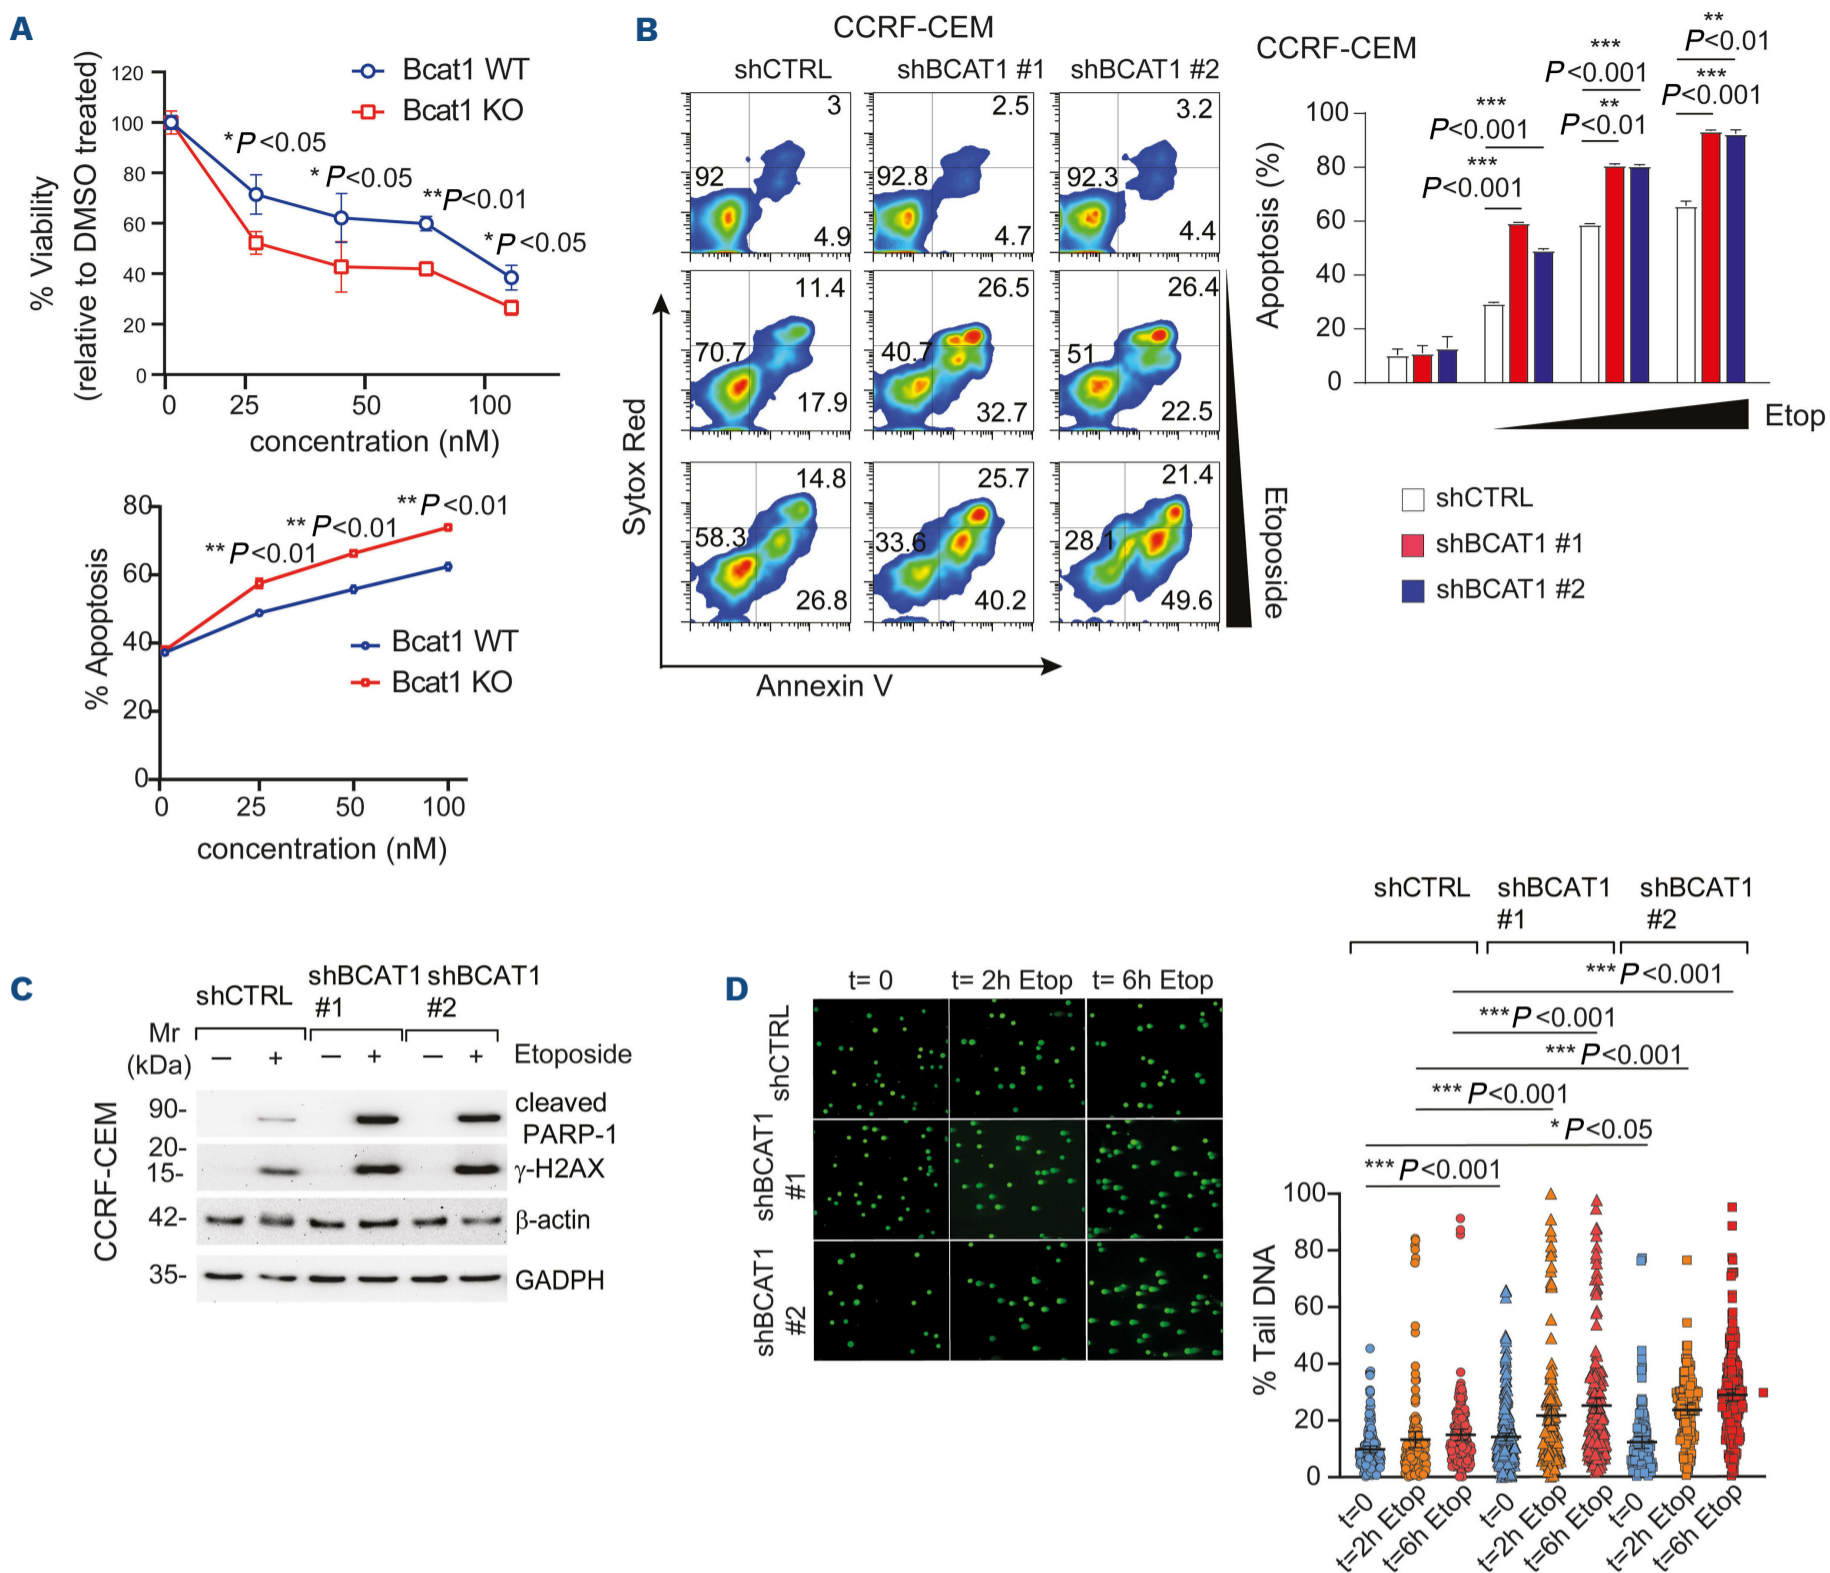 A
120
100
80
60
40
20
0
% Viability
(relative to DMSO treated)
Bcat1 WT
Bcat1 KO
*P<0.05
*P<0.05
**P<0.01
*P<0.05
0 25 50 100
concentration (nM)
80
60
40
20
0
% Apoptosis
**P<0.01
**P<0.01
**P<0.01
Bcat1 WT
Bcat1 KO
0 25 50 100
concentration (nM)
B
CCRF-CEM
shCTRL shBCAT1 #1 shBCAT1 #2
3 2.5 3.2
92 92.8 92.3
4.9 4.7 4.4
11.4 26.5 26.4
70.7 40.7 51
17.9 32.7 22.5
14.8 25.7 21.4
58.3 33.6 28.1
26.8 40.2 49.6
Sytox Red
Annexin V
Etoposide
CCRF-CEM
**
P<0.01
***
P<0.001
***
P<0.001
**
P<0.01
***
P<0.001
***
P<0.001
100
80
60
40
20
0
Apoptosis (%)
Etop
shCTRL
shBCAT1 #1
shBCAT1 #2
C
shCTRL
shBCAT1 shBCAT1
#1 #2
Mr
(kDa)
− + − + − + Etoposide
CCRF-CEM
90- cleaved
PARP-1
20-
15- γ-H2AX
42- β-actin
35- GADPH
D
t= 0 t= 2h Etop t= 6h Etop
shCTRL
shBCAT1
#1
shBCAT1
#2
shCTRL shBCAT1 shBCAT1
#1 #2
***P<0.001
***P<0.001
***P<0.001
***P<0.001
*P<0.05
***P<0.001
100
80
60
40
20
0
% Tail DNA
t=0 t=2h Etop t=6h Etop t=0 t=2h Etop t=6h Etop t=0 t=2h Etop t=6h Etop